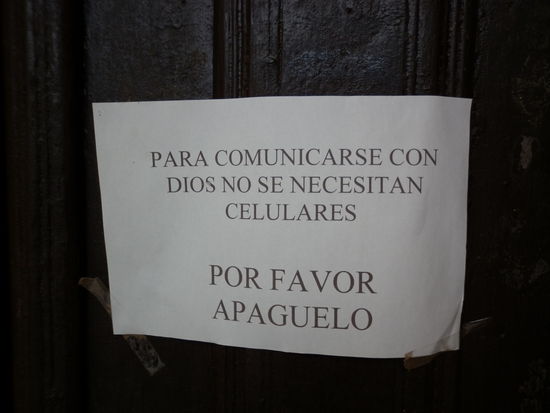 PARA COMUNICARSE CON
DIOS NO SE NECESITAN
CELULARES
POR FAVOR
APAGUELO